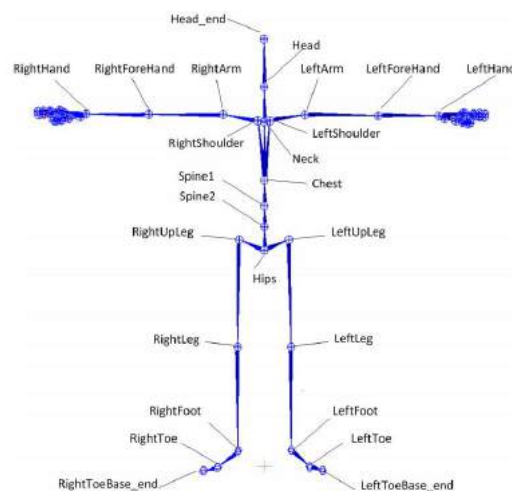 Head_end
Head
RightHand
RightForeHand
RightArm
LeftArm
LeftForeHand
LeftHand
RightShoulder
LeftShoulder
Neck
Chest
Spine1
Spine2
RightUpLeg
LeftUpLeg
Hips
RightLeg
LeftLeg
RightFoot
LeftFoot
RightToe
LeftToe
RightToeBase_end
LeftToeBase_end